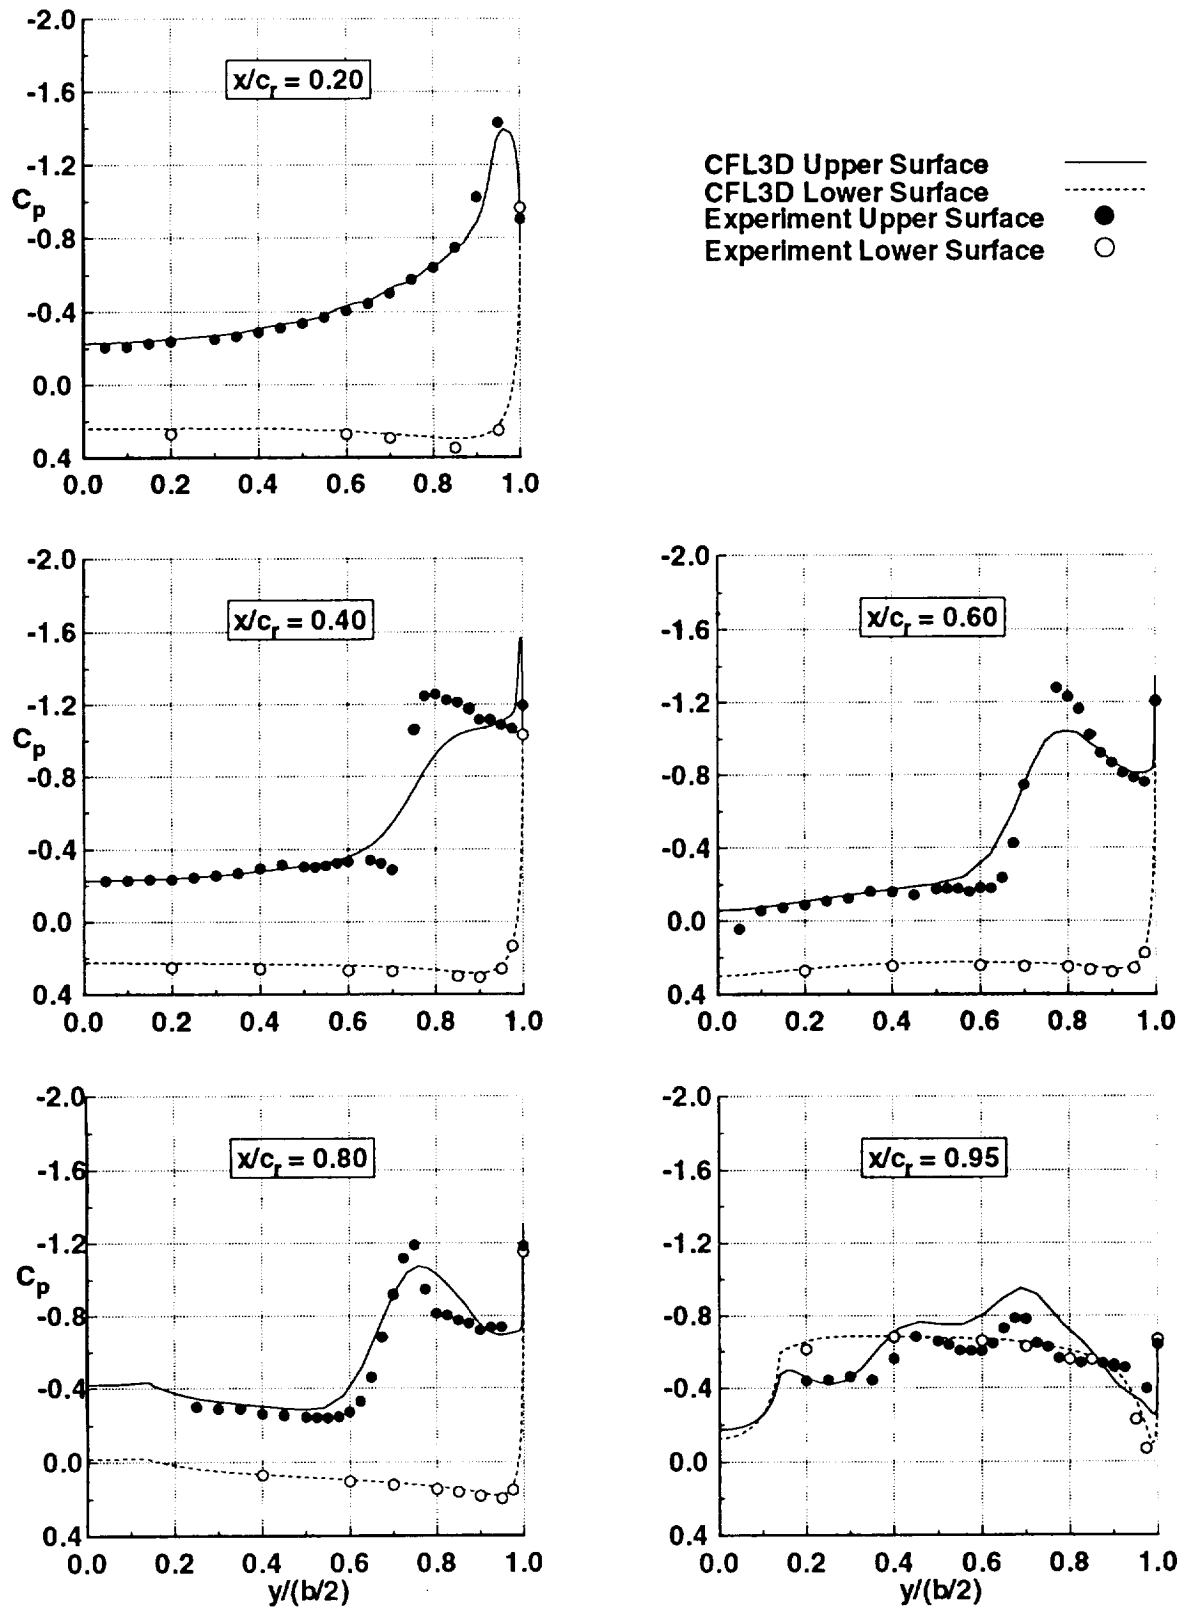 x/cr = 0.20
-2.0
-1.6
-1.2
Cp
-0.8
-0.4
0.0
0.4
0.0 0.2 0.4 0.6 0.8 1.0
CFL3D Upper Surface
CFL3D Lower Surface
Experiment Upper Surface
Experiment Lower Surface
x/cr = 0.40
-2.0
-1.6
-1.2
Cp
-0.8
-0.4
0.0
0.4
0.0 0.2 0.4 0.6 0.8 1.0
x/cr = 0.60
-2.0
-1.6
-1.2
-0.8
-0.4
0.0
0.4
0.0 0.2 0.4 0.6 0.8 1.0
x/cr = 0.80
-2.0
-1.6
-1.2
Cp
-0.8
-0.4
0.0
0.4
0.0 0.2 0.4 0.6 0.8 1.0
y/(b/2)
x/cr = 0.95
-2.0
-1.6
-1.2
-0.8
-0.4
0.0
0.4
0.0 0.2 0.4 0.6 0.8 1.0
y/(b/2)